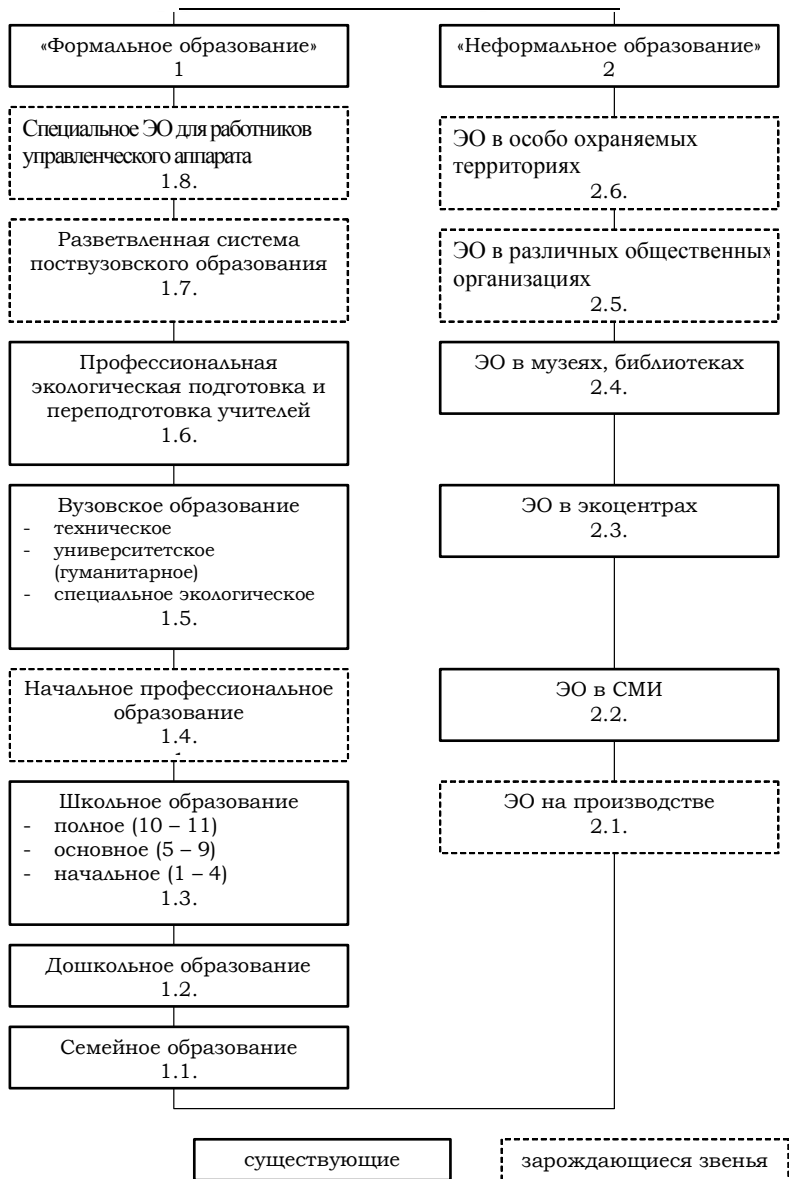 «Формальное образование»
1
Специальное ЭО для работников
управленческого аппарата
1.8.
Разветвленная система
поствузовского образования
1.7.
Профессиональная
экологическая подготовка и
переподготовка учителей
1.6.
Вузовское образование
- техническое
- университетское
(гуманитарное)
- специальное экологическое
1.5.
Начальное профессиональное
образование
1.4.
Школьное образование
- полное (10 – 11)
- основное (5 – 9)
- начальное (1 – 4)
1.3.
Дошкольное образование
1.2.
Семейное образование
1.1.
«Неформальное образование»
2
ЭО в особо охраняемых
территориях
2.6.
ЭО в различных общественных
организациях
2.5.
ЭО в музеях, библиотеках
2.4.
ЭО в экоцентрах
2.3.
ЭО в СМИ
2.2.
ЭО на производстве
2.1.
существующие
зарождающиеся звенья